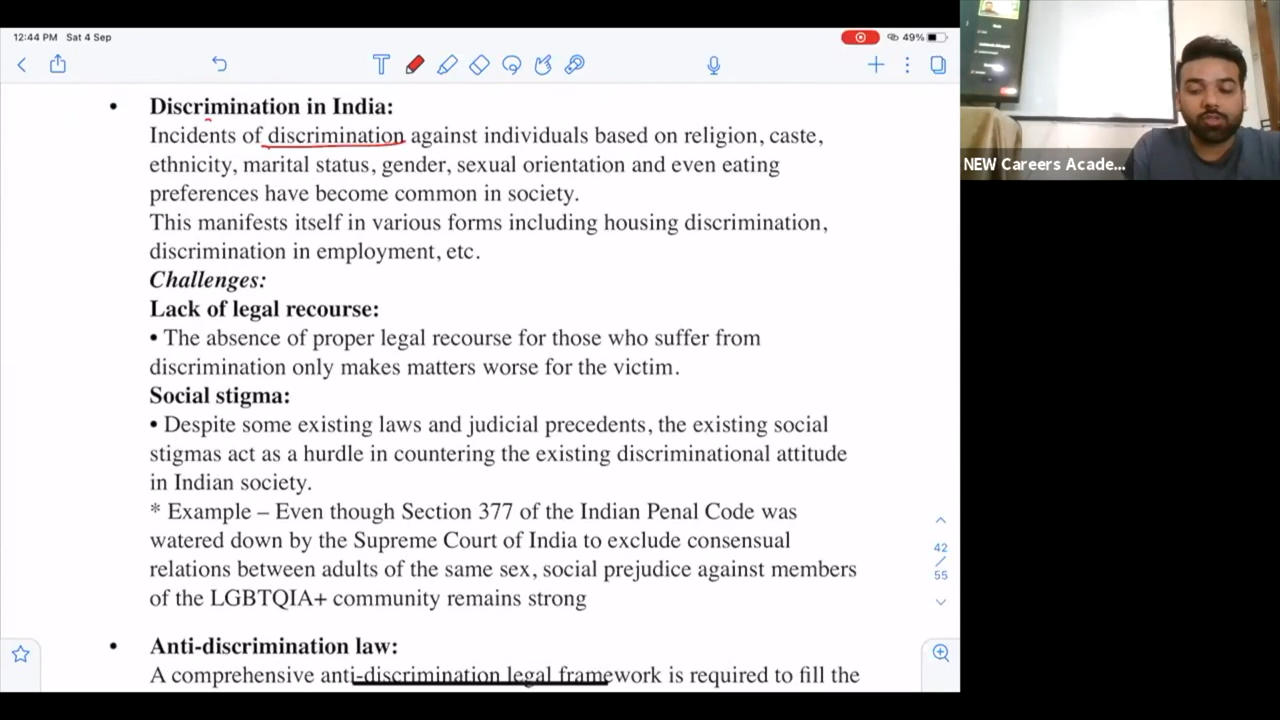 12:44 PM Sat 4 Sep
49%
T
• Discrimination in India:
Incidents of discrimination against individuals based on religion, caste,
ethnicity, marital status, gender, sexual orientation and even eating
preferences have become common in society.
This manifests itself in various forms including housing discrimination,
discrimination in employment, etc.
Challenges:
Lack of legal recourse:
• The absence of proper legal recourse for those who suffer from
discrimination only makes matters worse for the victim.
Social stigma:
• Despite some existing laws and judicial precedents, the existing social
stigmas act as a hurdle in countering the existing discriminational attitude
in Indian society.
* Example – Even though Section 377 of the Indian Penal Code was
watered down by the Supreme Court of India to exclude consensual
relations between adults of the same sex, social prejudice against members
of the LGBTQIA+ community remains strong
• Anti-discrimination law:
A comprehensive anti-discrimination legal framework is required to fill the
42
/
55
NEW Careers Acade...